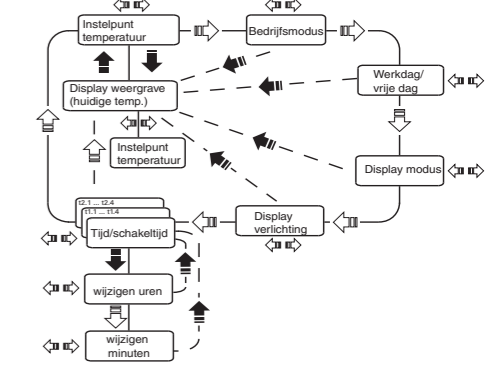 Instelpunt
temperatuur
Bedrijfsmodus
Werkdag/
vrije dag
Display weergrave
(huidige temp.)
Instelpunt
temperatuur
Display modus
t2.1 ... t2.4
t1.1 ... t1.4
Tijd/schakeltijd
Display
verlichting
wijzigen uren
wijzigen
minuten